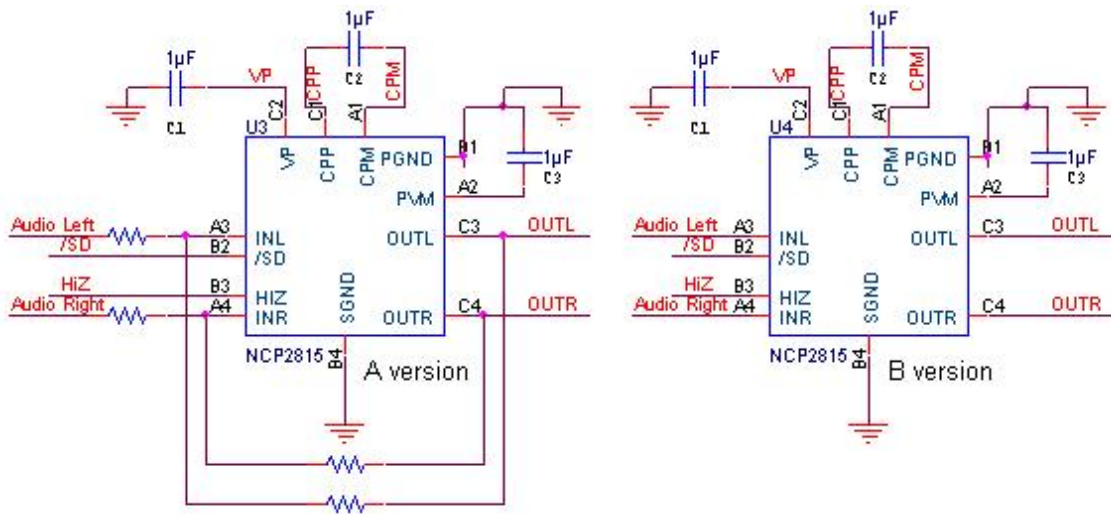 1µF
CPP
C2
CPM
1µF
VP
C1
C2
C1
A1
U3
VP
CPP
CPM
PGND
B1
1µF
C3
PVM
A2
Audio Left
A3
INL
OUTL
C3
OUTL
/SD
B2
/SD
HiZ
B3
HIZ
Audio Right
A4
INR
SGND
OUTR
C4
OUTR
NCP2815
B4
A version
1µF
CPP
C2
CPM
1µF
VP
C1
C2
C1
A1
U4
VP
CPP
CPM
PGND
B1
1µF
C3
PVM
A2
Audio Left
A3
INL
OUTL
C3
OUTL
/SD
B2
/SD
HiZ
B3
HIZ
Audio Right
A4
INR
SGND
OUTR
C4
OUTR
NCP2815
B4
B version